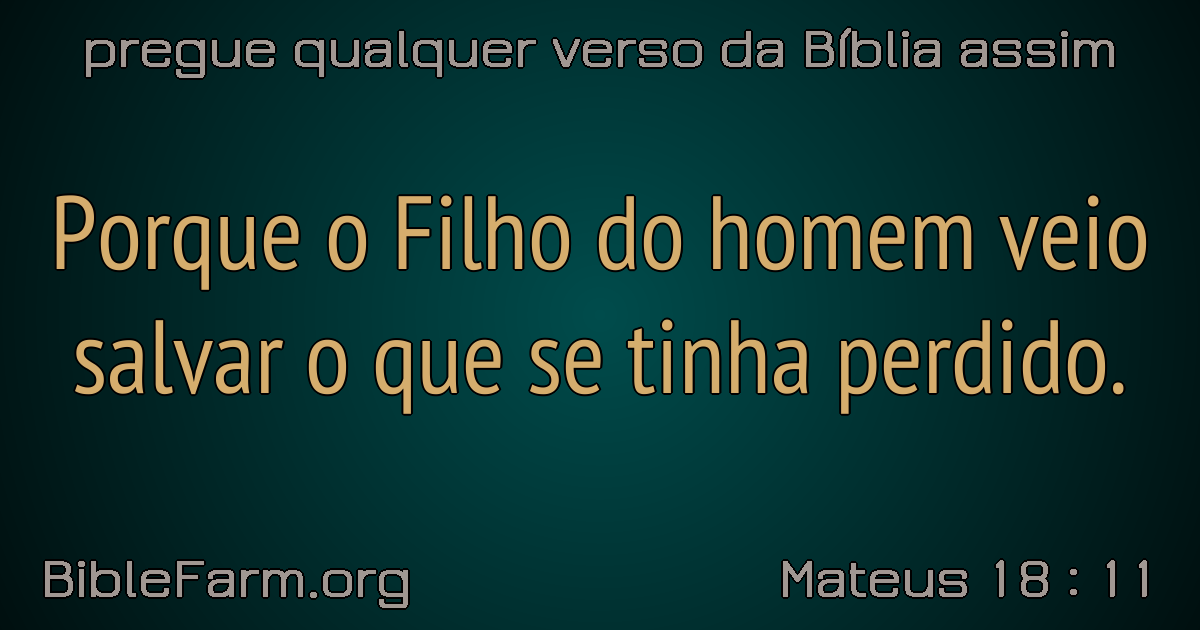 pregue qualquer verso da Bíblia assim
Porque o Filho do homem veio
salvar o que se tinha perdido.
BibleFarm.org
Mateus 18 : 11